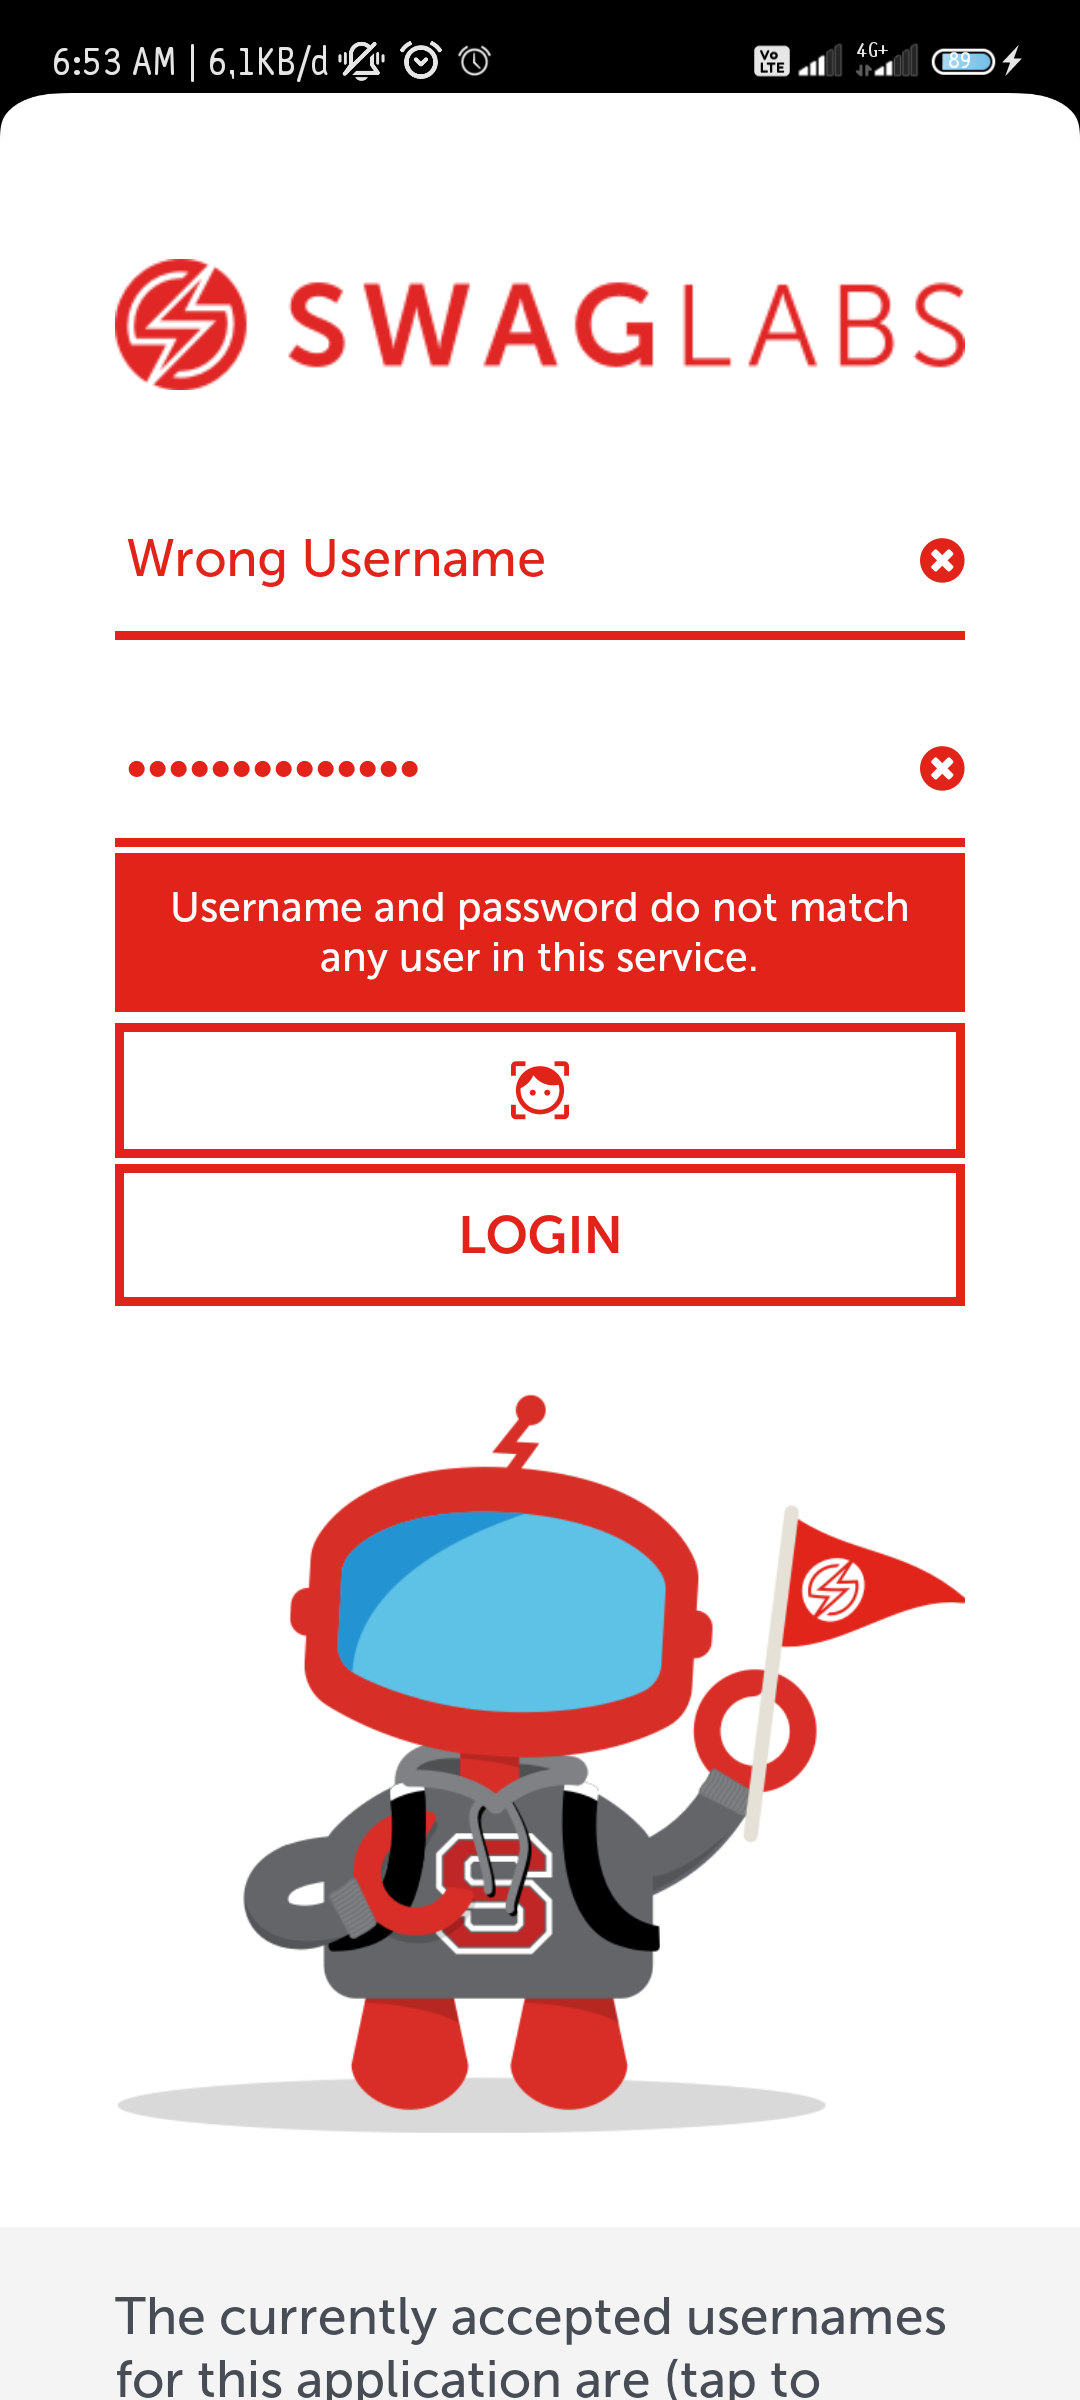 6:53 AM | 6,1KB/d
Vo
LTE
4G+
89
SWAGLABS
Wrong Username
••••••••••••••
Username and password do not match
any user in this service.
LOGIN
S
The currently accepted usernames
for this application are (tap to